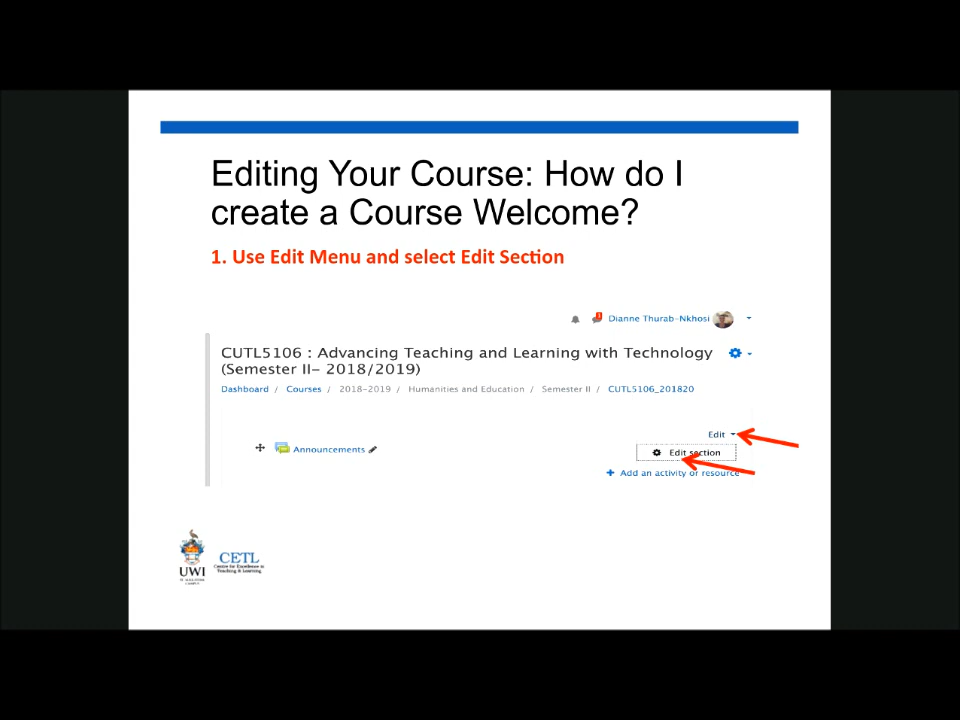 Editing Your Course: How do I
create a Course Welcome?
1. Use Edit Menu and select Edit Section
Dianne Thurab-Nkhosi
CUTL5106 : Advancing Teaching and Learning with Technology
(Semester II- 2018/2019)
Dashboard / Courses / 2018-2019 / Humanities and Education / Semester II / CUTL5106_201820
Edit
Announcements
Edit section
Add an activity or resource
UWI
ST. AUGUSTINE
CAMPUS
CETL
Centre for Excellence in
Teaching & Learning